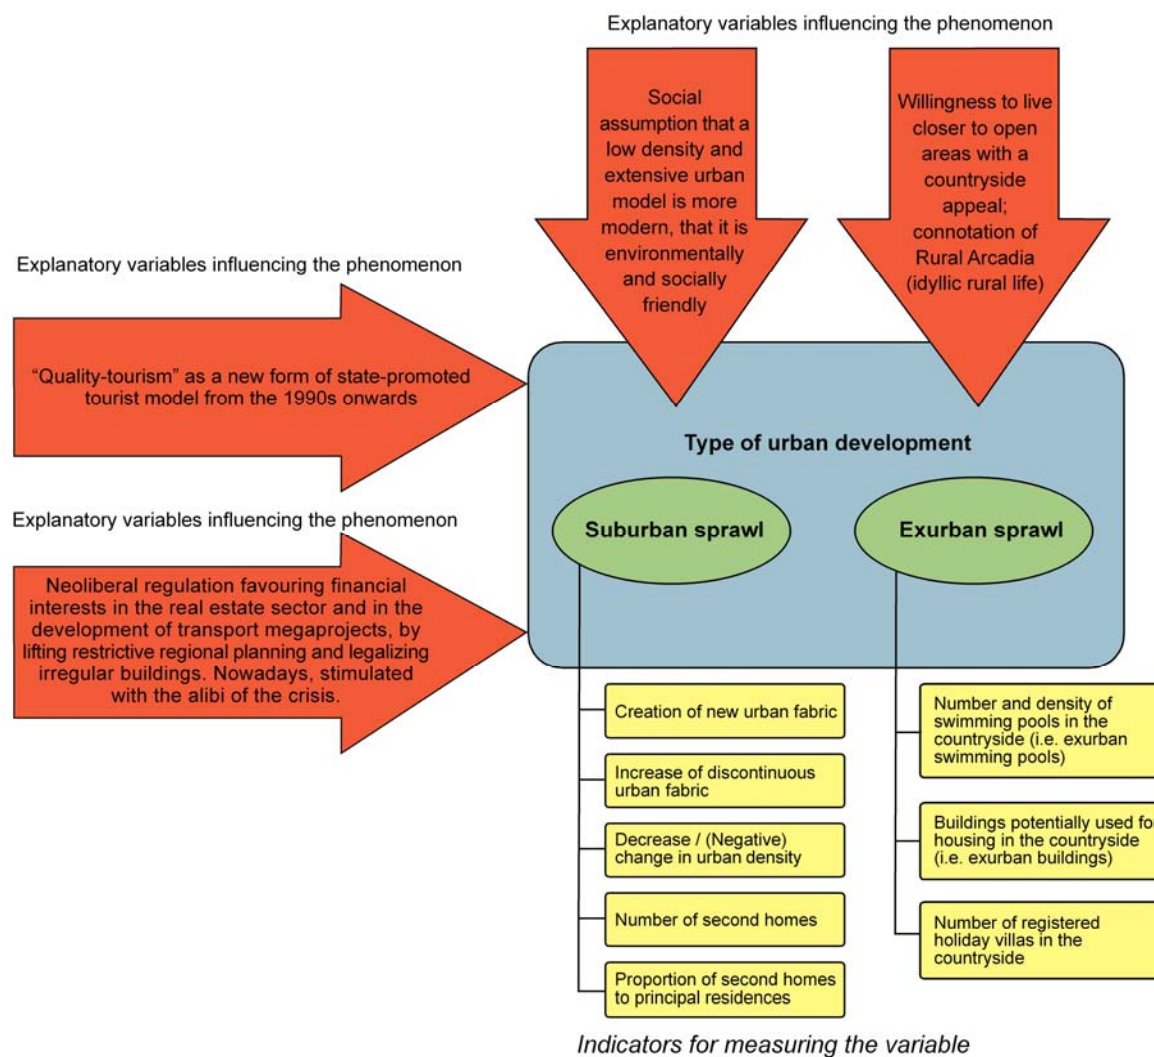 Explanatory variables influencing the phenomenon
Social
assumption that a
low density and
extensive urban
model is more
modern, that it is
environmentally
and socially
friendly
Willingness to live
closer to open
areas with a
countryside
appeal;
connotation of
Rural Arcadia
(idyllic rural life)
Explanatory variables influencing the phenomenon
“Quality-tourism” as a new form of state-promoted
tourist model from the 1990s onwards
Explanatory variables influencing the phenomenon
Neoliberal regulation favouring financial
interests in the real estate sector and in the
development of transport megaprojects, by
lifting restrictive regional planning and legalizing
irregular buildings. Nowadays, stimulated
with the alibi of the crisis.
Type of urban development
Suburban sprawl
Exurban sprawl
Creation of new urban fabric
Increase of discontinuous
urban fabric
Decrease / (Negative)
change in urban density
Number of second homes
Proportion of second homes
to principal residences
Number and density of
swimming pools in the
countryside (i.e. exurban
swimming pools)
Buildings potentially used for
housing in the countryside
(i.e. exurban buildings)
Number of registered
holiday villas in the
countryside
Indicators for measuring the variable